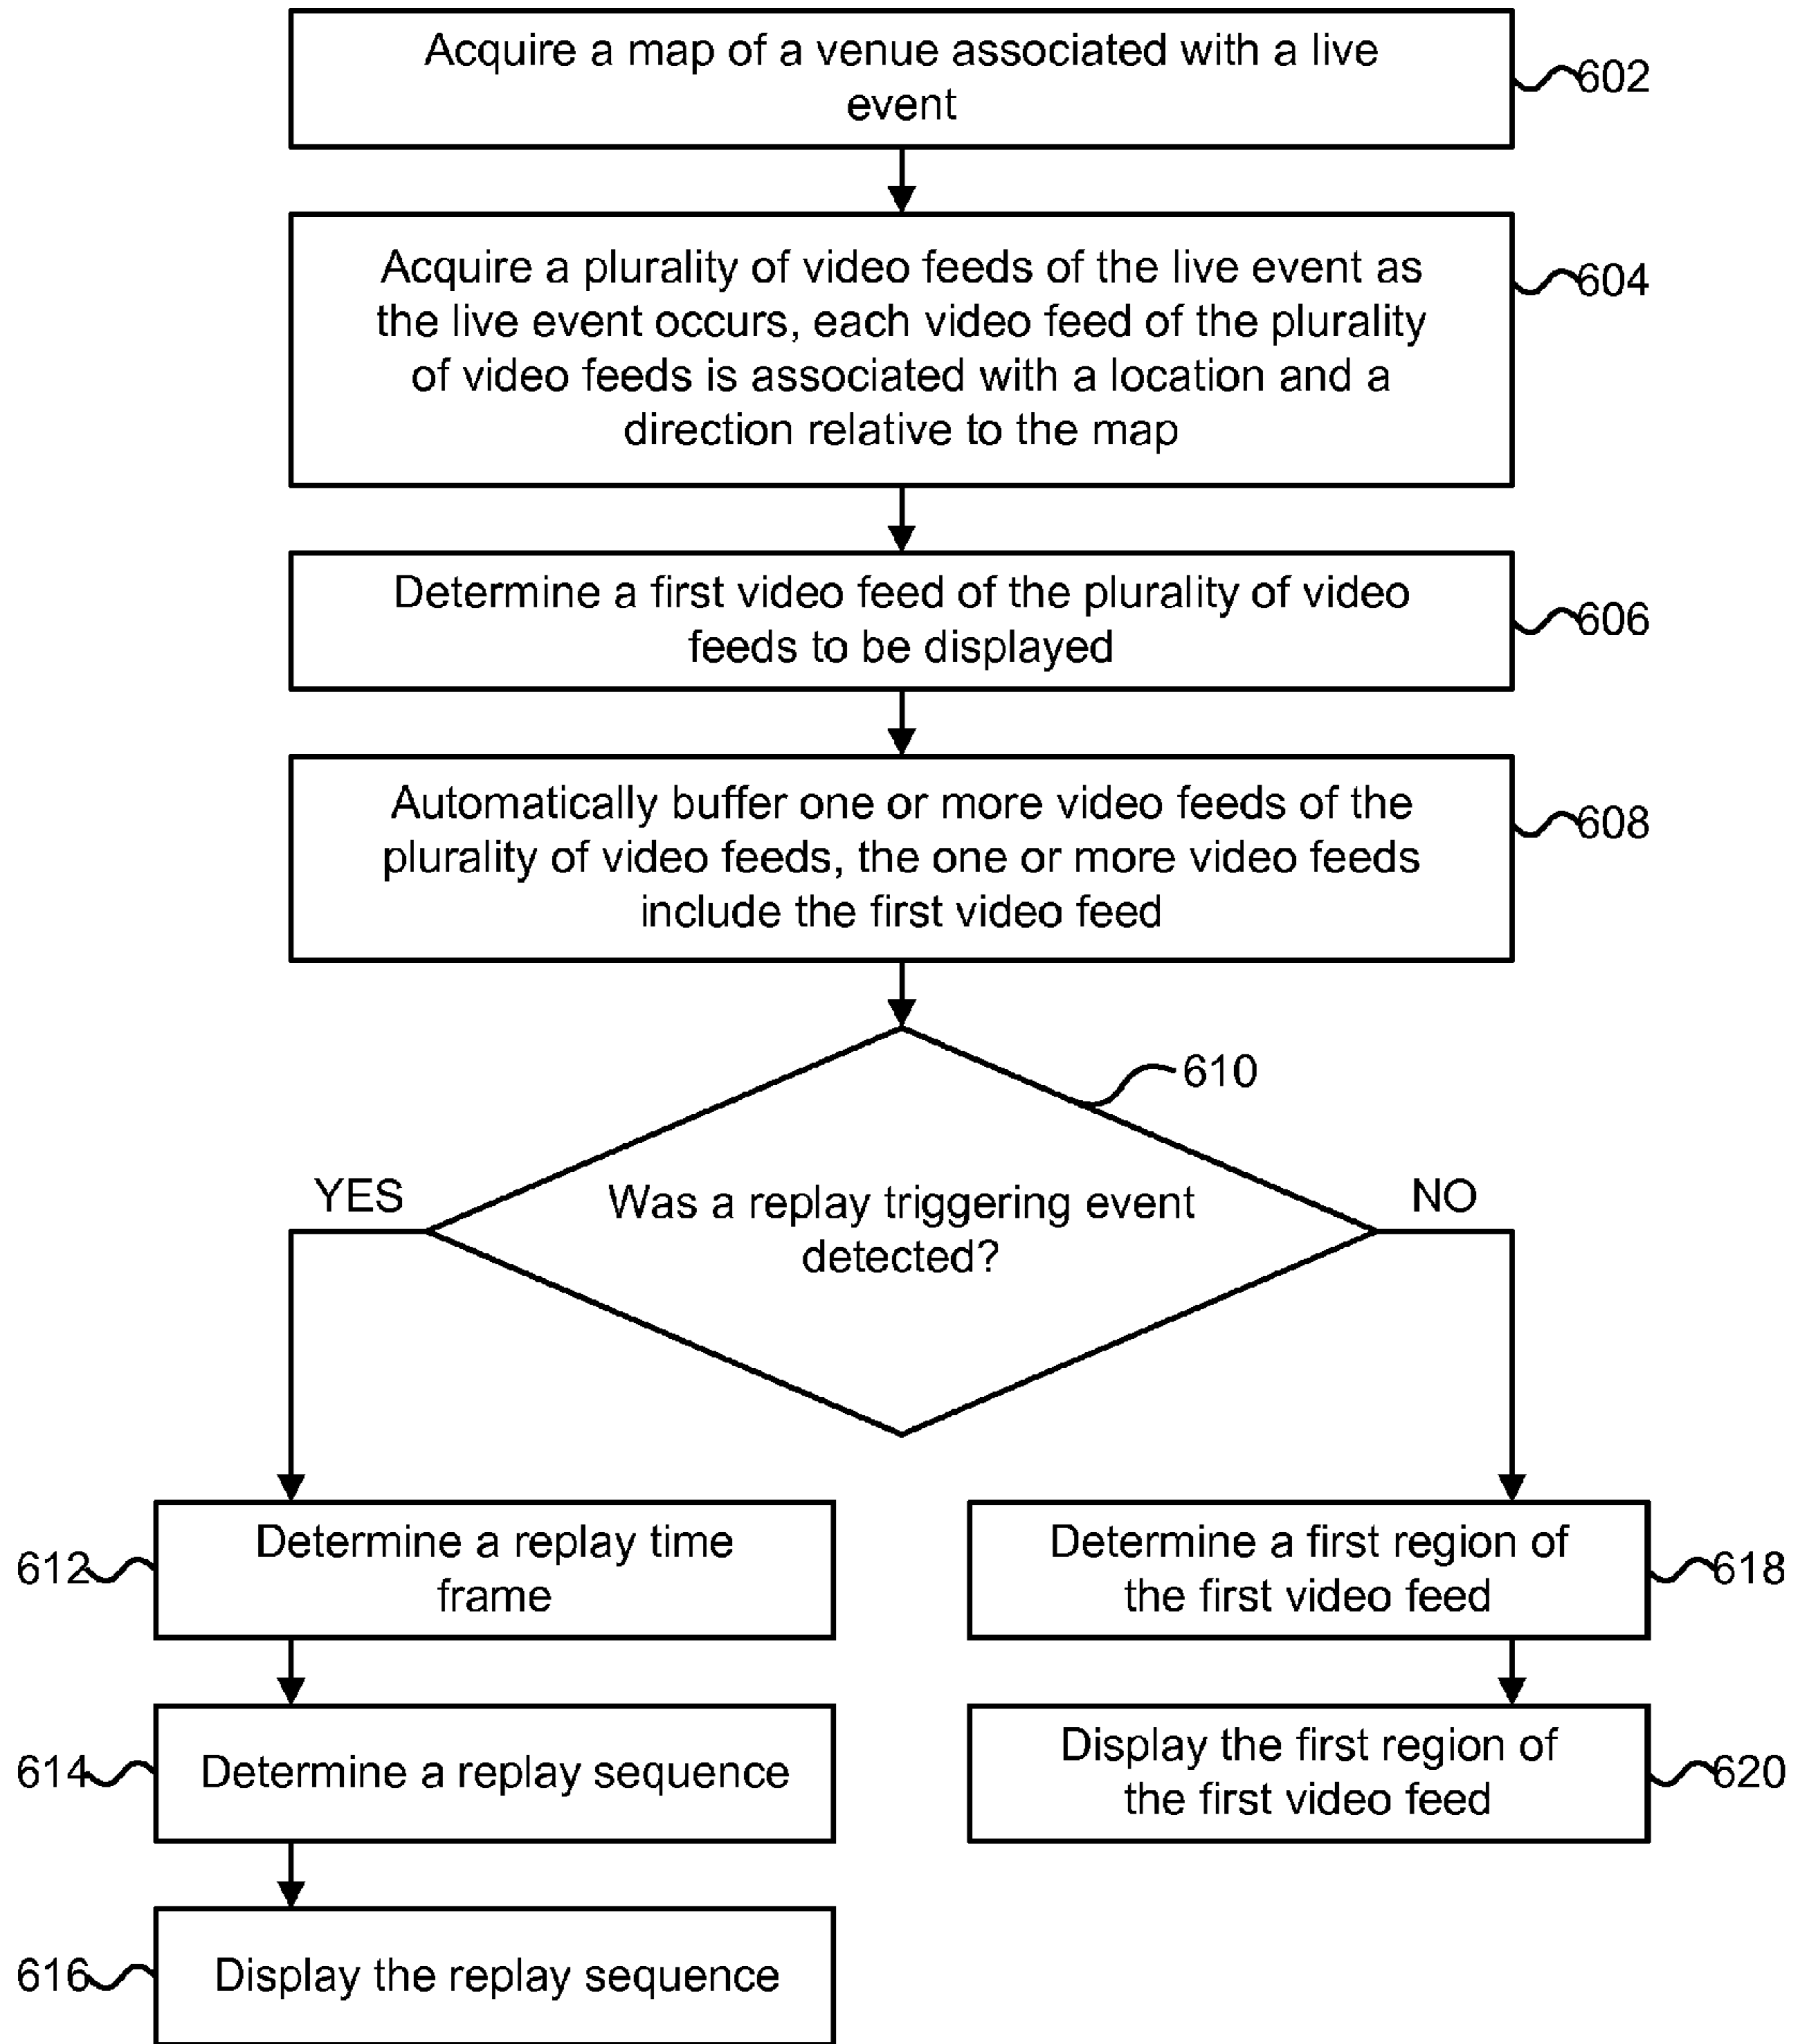 Acquire a map of a venue associated with a live
event
602
Acquire a plurality of video feeds of the live event as
the live event occurs, each video feed of the plurality
of video feeds is associated with a location and a
direction relative to the map
604
Determine a first video feed of the plurality of video
feeds to be displayed
606
Automatically buffer one or more video feeds of the
plurality of video feeds, the one or more video feeds
include the first video feed
608
610
YES
Was a replay triggering event
detected?
NO
612
Determine a replay time
frame
Determine a first region of
the first video feed
618
614
Determine a replay sequence
Display the first region of
the first video feed
620
616
Display the replay sequence